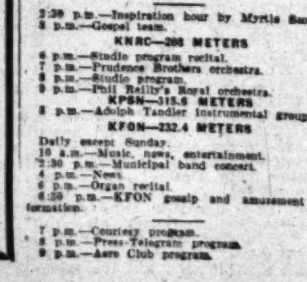 2:30 p.m.—Inspiration hour by Myrtle
8 p.m.—Gospel team.
KNRC—208 METERS
6 p.m.—Studio program recital.
7 p.m.—Prudence Brothers orchestra.
8 p.m.—Studio program.
9 p.m.—Phil Reilly's Royal orchestra.
KPSN—315.6 METERS
8 p.m.—Adolph Tandler instrumental group
KFON—232.4 METERS
Daily except Sunday.
10 a.m.—Music, news, entertainment.
2:30 p.m.—Municipal band concert.
4 p.m.—News.
6 p.m.—Organ recital.
6:30 p.m.—KFON gossip and amusement
formation.
7 p.m.—Courtesy program.
8 p.m.—Press-Telegram program.
9 p.m.—Aero Club program.